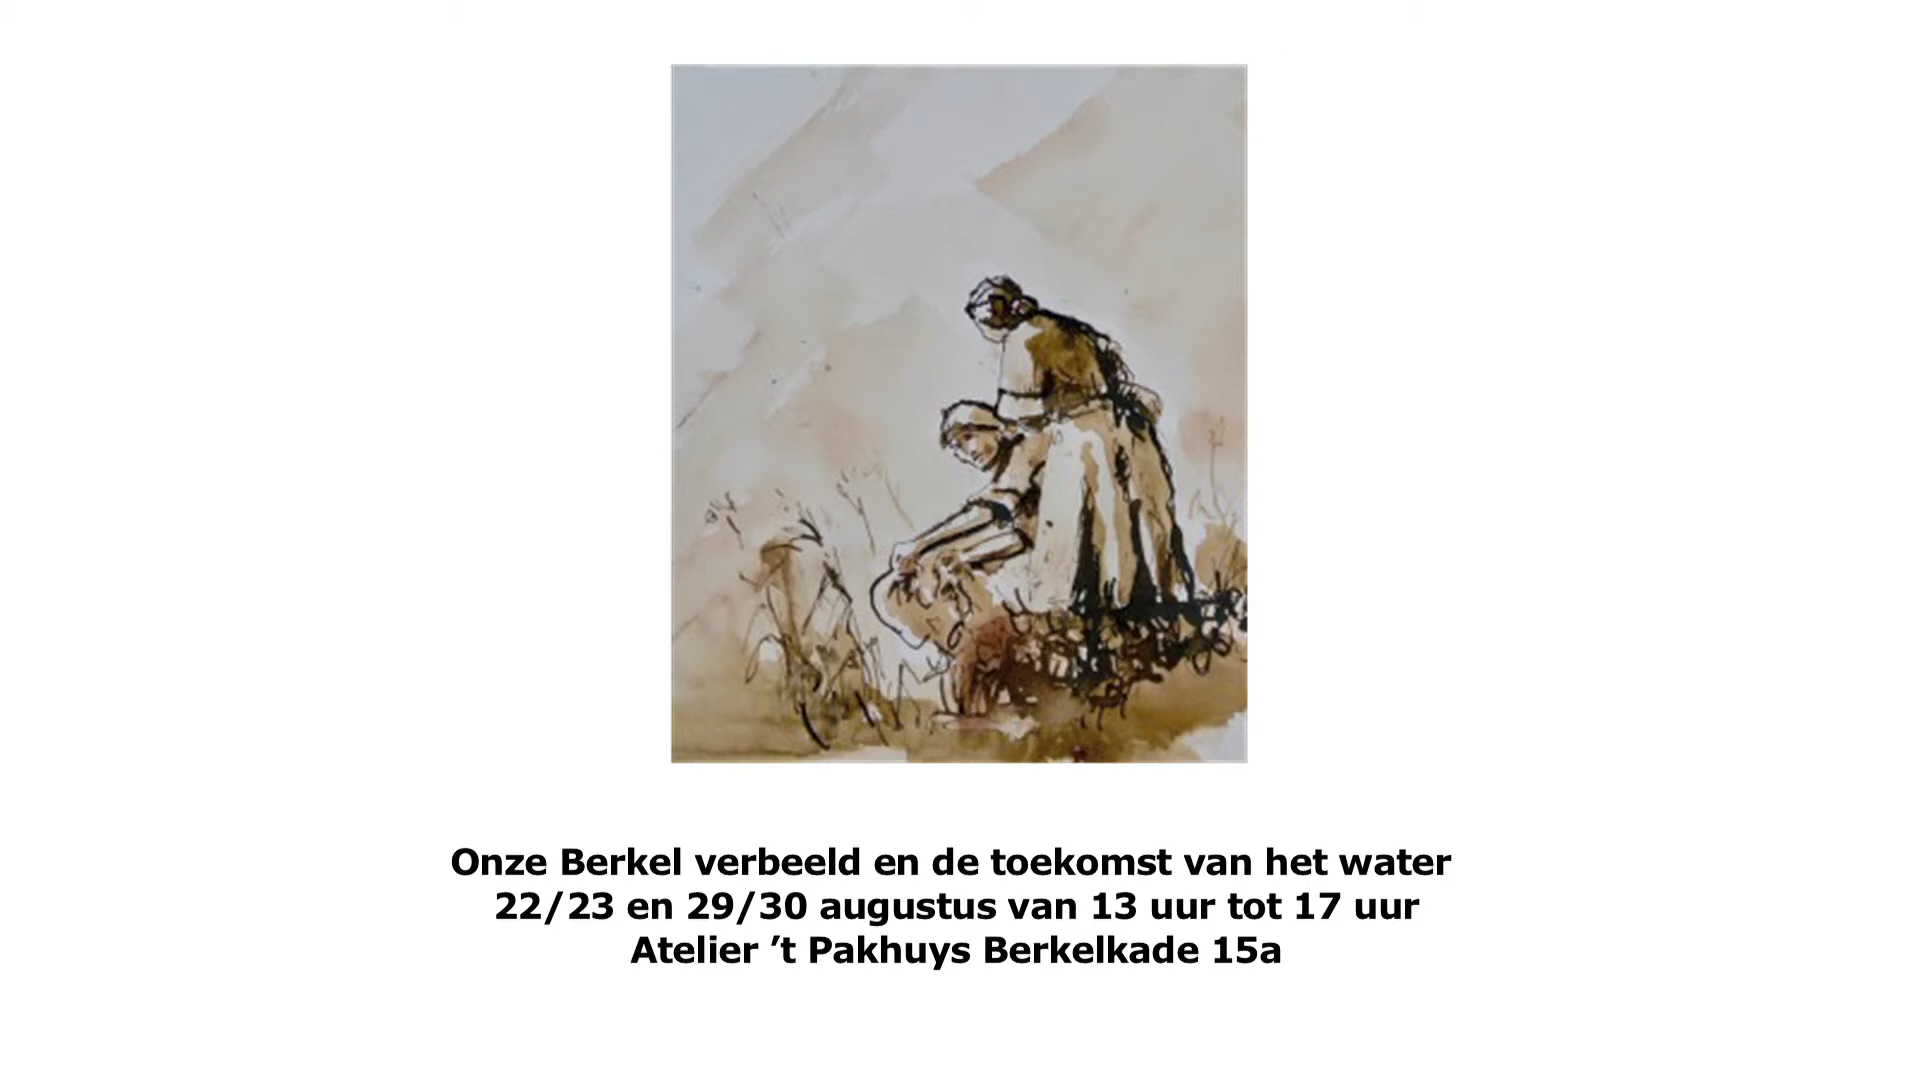 Onze Berkel verbeeld en de toekomst van het water
22/23 en 29/30 augustus van 13 uur tot 17 uur
Atelier ’t Pakhuys Berkelkade 15a